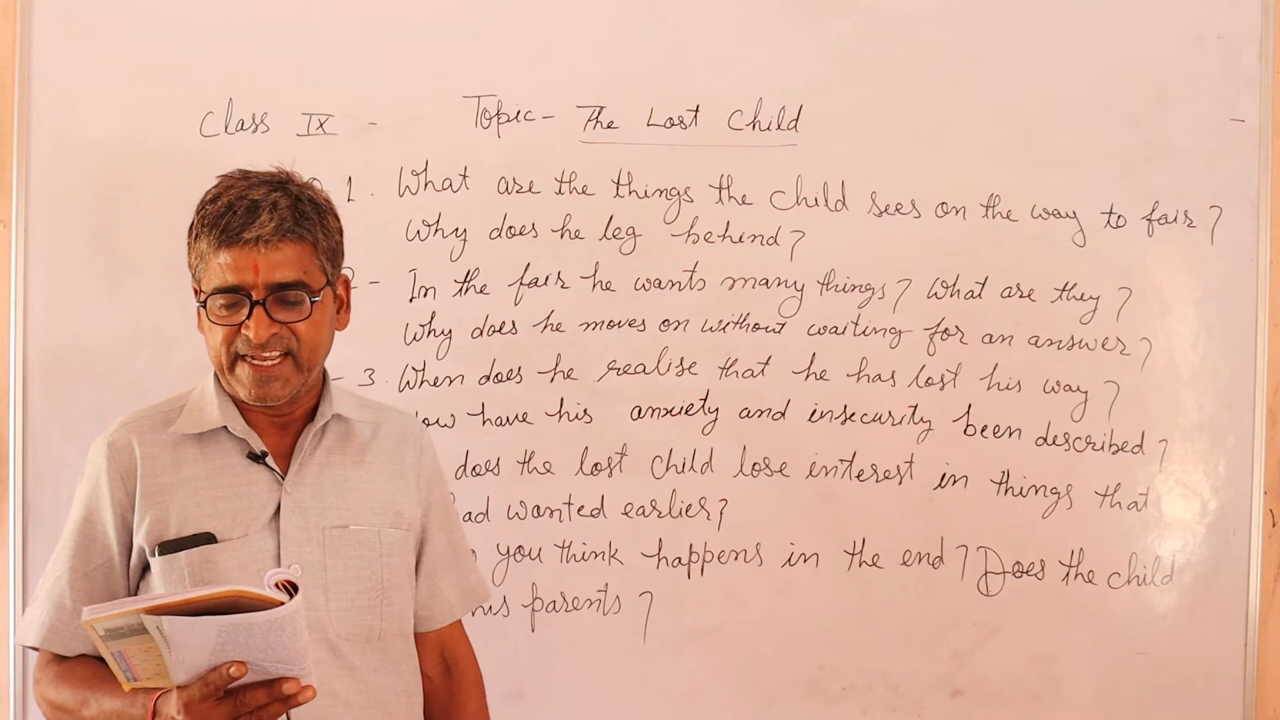 Class IX - Topic - The Lost Child
1. What are the things the child sees on the way to fair?
Why does he leg behind?
2 - In the fair he wants many things? What are they?
Why does he moves on without waiting for an answer?
- 3. When does he realise that he has lost his way?
have his anxiety and insecurity been described?
does the lost child lose interest in things that
wanted earlier?
you think happens in the end? Does the child
parents?